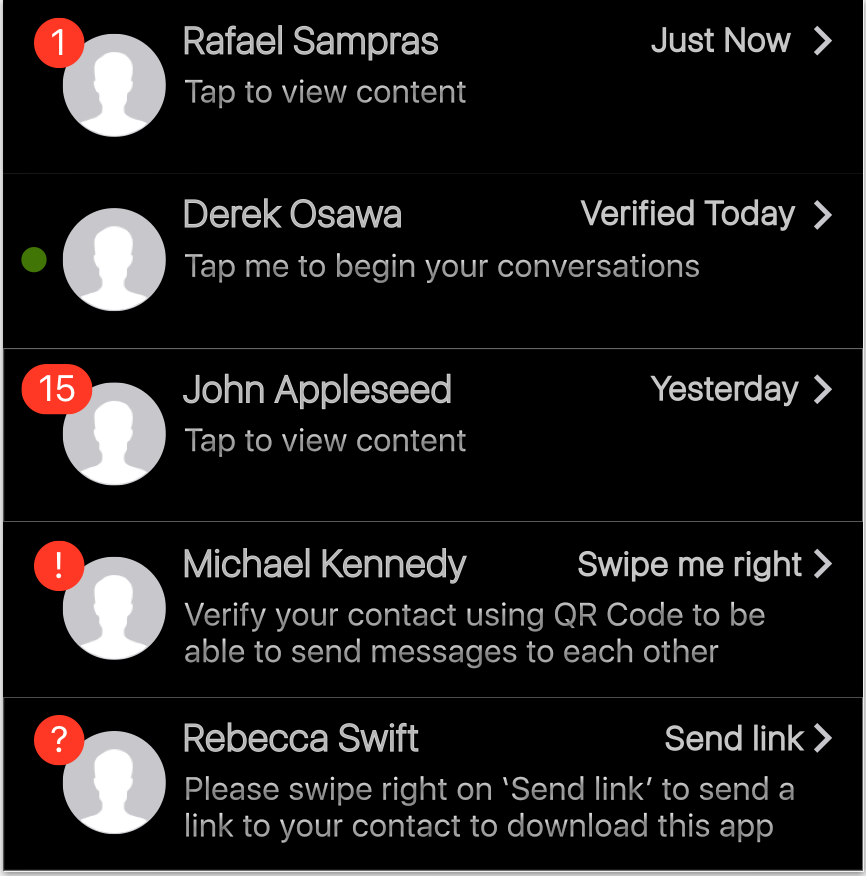 1
Rafael Sampras
Just Now
Tap to view content
Derek Osawa
Verified Today
Tap me to begin your conversations
15
John Appleseed
Yesterday
Tap to view content
!
Michael Kennedy
Swipe me right
Verify your contact using QR Code to be
able to send messages to each other
?
Rebecca Swift
Send link
Please swipe right on ‘Send link’ to send a
link to your contact to download this app